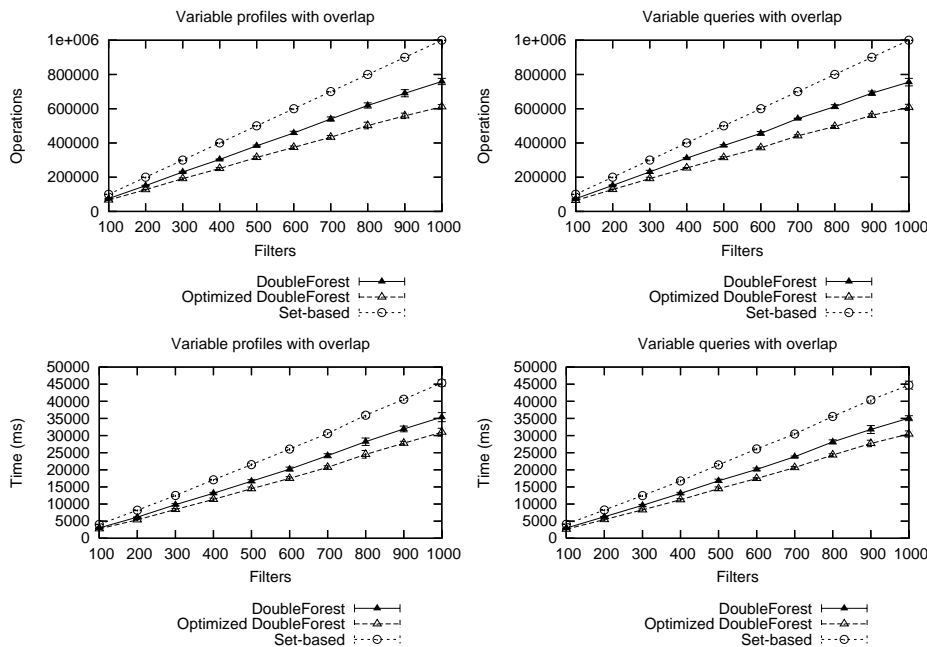 Variable profiles with overlap
1e+006
800000
600000
400000
200000
0
Operations
100 200 300 400 500 600 700 800 900 1000
Filters
DoubleForest
Optimized DoubleForest
Set-based
Variable queries with overlap
1e+006
800000
600000
400000
200000
0
Operations
100 200 300 400 500 600 700 800 900 1000
Filters
DoubleForest
Optimized DoubleForest
Set-based
Variable profiles with overlap
50000
45000
40000
35000
30000
25000
20000
15000
10000
5000
0
Time (ms)
100 200 300 400 500 600 700 800 900 1000
Filters
DoubleForest
Optimized DoubleForest
Set-based
Variable queries with overlap
50000
45000
40000
35000
30000
25000
20000
15000
10000
5000
0
Time (ms)
100 200 300 400 500 600 700 800 900 1000
Filters
DoubleForest
Optimized DoubleForest
Set-based